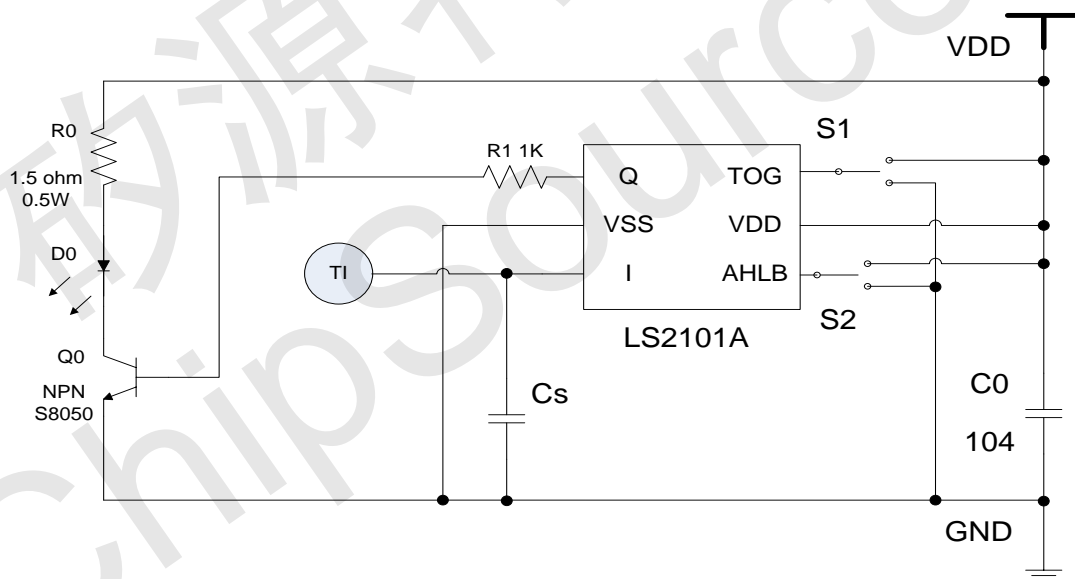 VDD
R0
1.5 ohm
0.5W
R1 1K
S1
Q
TOG
VSS
VDD
D0
TI
I
AHLB
S2
LS2101A
Q0
NPN
S8050
Cs
C0
104
GND
ChipSource